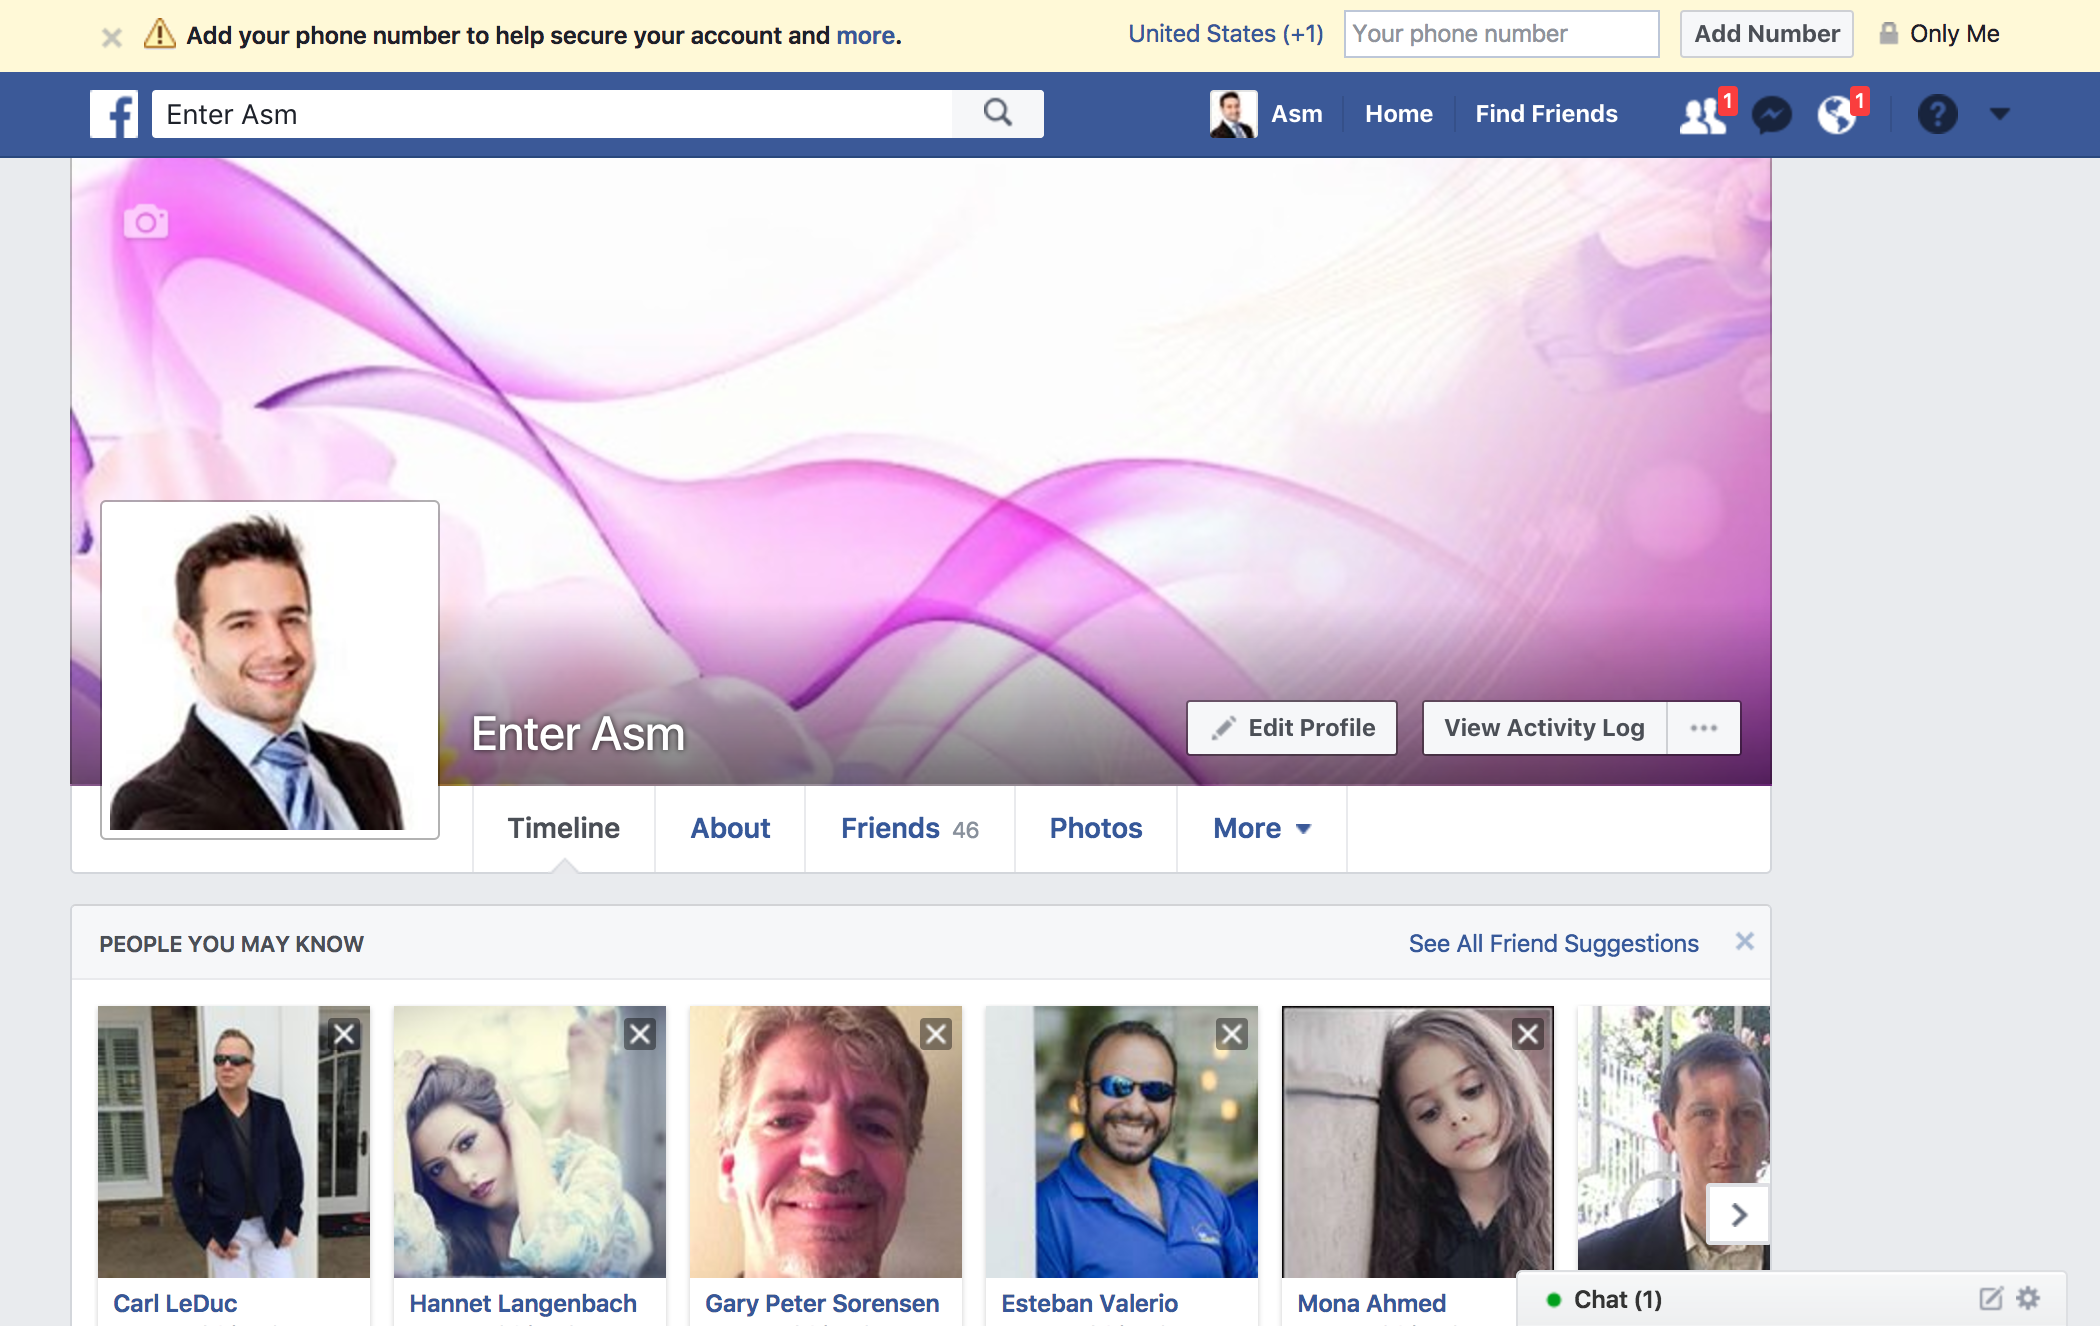 Add your phone number to help secure your account and more.
United States (+1)
Your phone number
Add Number
Only Me
f
Enter Asm
Asm
Home
Find Friends
1
1
?
Enter Asm
Edit Profile
View Activity Log
Timeline
About
Friends 46
Photos
More
PEOPLE YOU MAY KNOW
See All Friend Suggestions
Carl LeDuc
Hannet Langenbach
Gary Peter Sorensen
Esteban Valerio
Mona Ahmed
Chat (1)